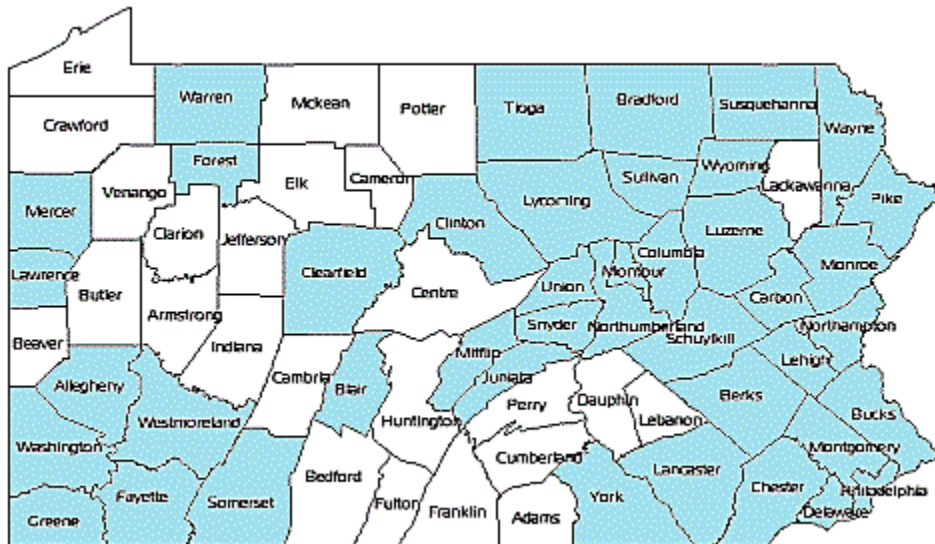 Erie
Warren
Mckean
Potter
Tioga
Bradford
Susquehanna
Crawford
Wayne
Forest
Wyoming
Venango
Elk
Cameron
Sullivan
Lackawanna
Mercer
Lycoming
Pike
Clarion
Jefferson
Clinton
Luzerne
Columbia
Lawrence
Clearfield
Monroe
Butler
Centre
Union
Carbon
Armstrong
Snyder
Northumberland
Northampton
Beaver
Indiana
Schuylkill
Lehigh
Allegheny
Cambria
Blair
Juniata
Berks
Perry
Dauphin
Lebanon
Bucks
Westmoreland
Huntington
Washington
Montgomery
Cumberland
Lancaster
Bedford
Chester
Philadelphia
Fayette
Somerset
Fulton
Franklin
York
Delaware
Greene
Adams